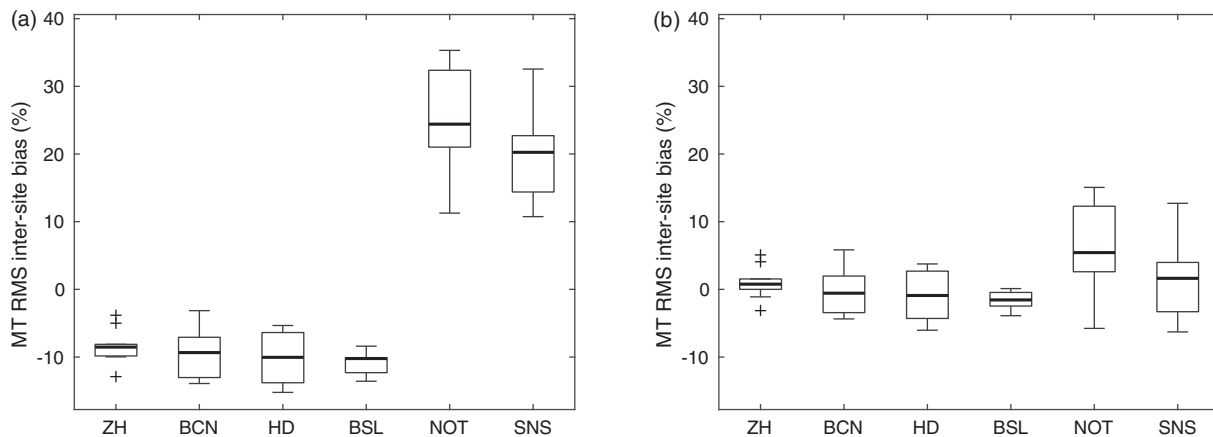 (a)
MT RMS inter-site bias (%)
40
30
20
10
0
-10
ZH BCN HD BSL NOT SNS
(b)
MT RMS inter-site bias (%)
40
30
20
10
0
-10
ZH BCN HD BSL NOT SNS